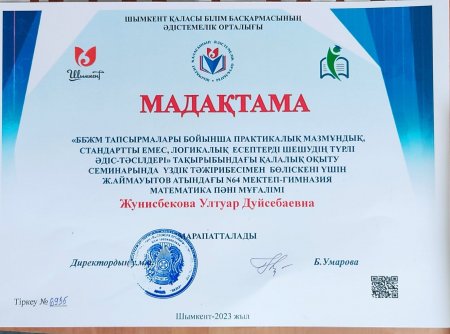 ШЫМКЕНТ ҚАЛАСЫ БІЛІМ БАСҚАРМАСЫНЫҢ
ӘДІСТЕМЕЛІК ОРТАЛЫҒЫ
Шымкент
МАДАҚТАМА
«ББЖМ ТАПСЫРМАЛАРЫ БОЙЫНША ПРАКТИКАЛЫҚ МАЗМҰНДЫҚ,
СТАНДАРТТЫ ЕМЕС, ЛОГИКАЛЫҚ ЕСЕПТЕРДІ ШЕШУДІҢ ТҮРЛІ
ӘДІС-ТӘСІЛДЕРІ» ТАҚЫРЫБЫНДАҒЫ ҚАЛАЛЫҚ ОҚЫТУ
СЕМИНАРЫНДА ҮЗДІК ТӘЖІРИБЕСІМЕН БӨЛІСКЕНІ ҮШІН
Ж.АЙМАУЫТОВ АТЫНДАҒЫ №64 МЕКТЕП-ГИМНАЗИЯ
МАТЕМАТИКА ПӘНІ МҰҒАЛІМІ
Жунисбекова Ултуар Дуйсебаевна
МАРАПАТТАЛАДЫ
Директордың у.м.а.
Б.Умарова
Тіркеу №
Шымкент-2023 жыл